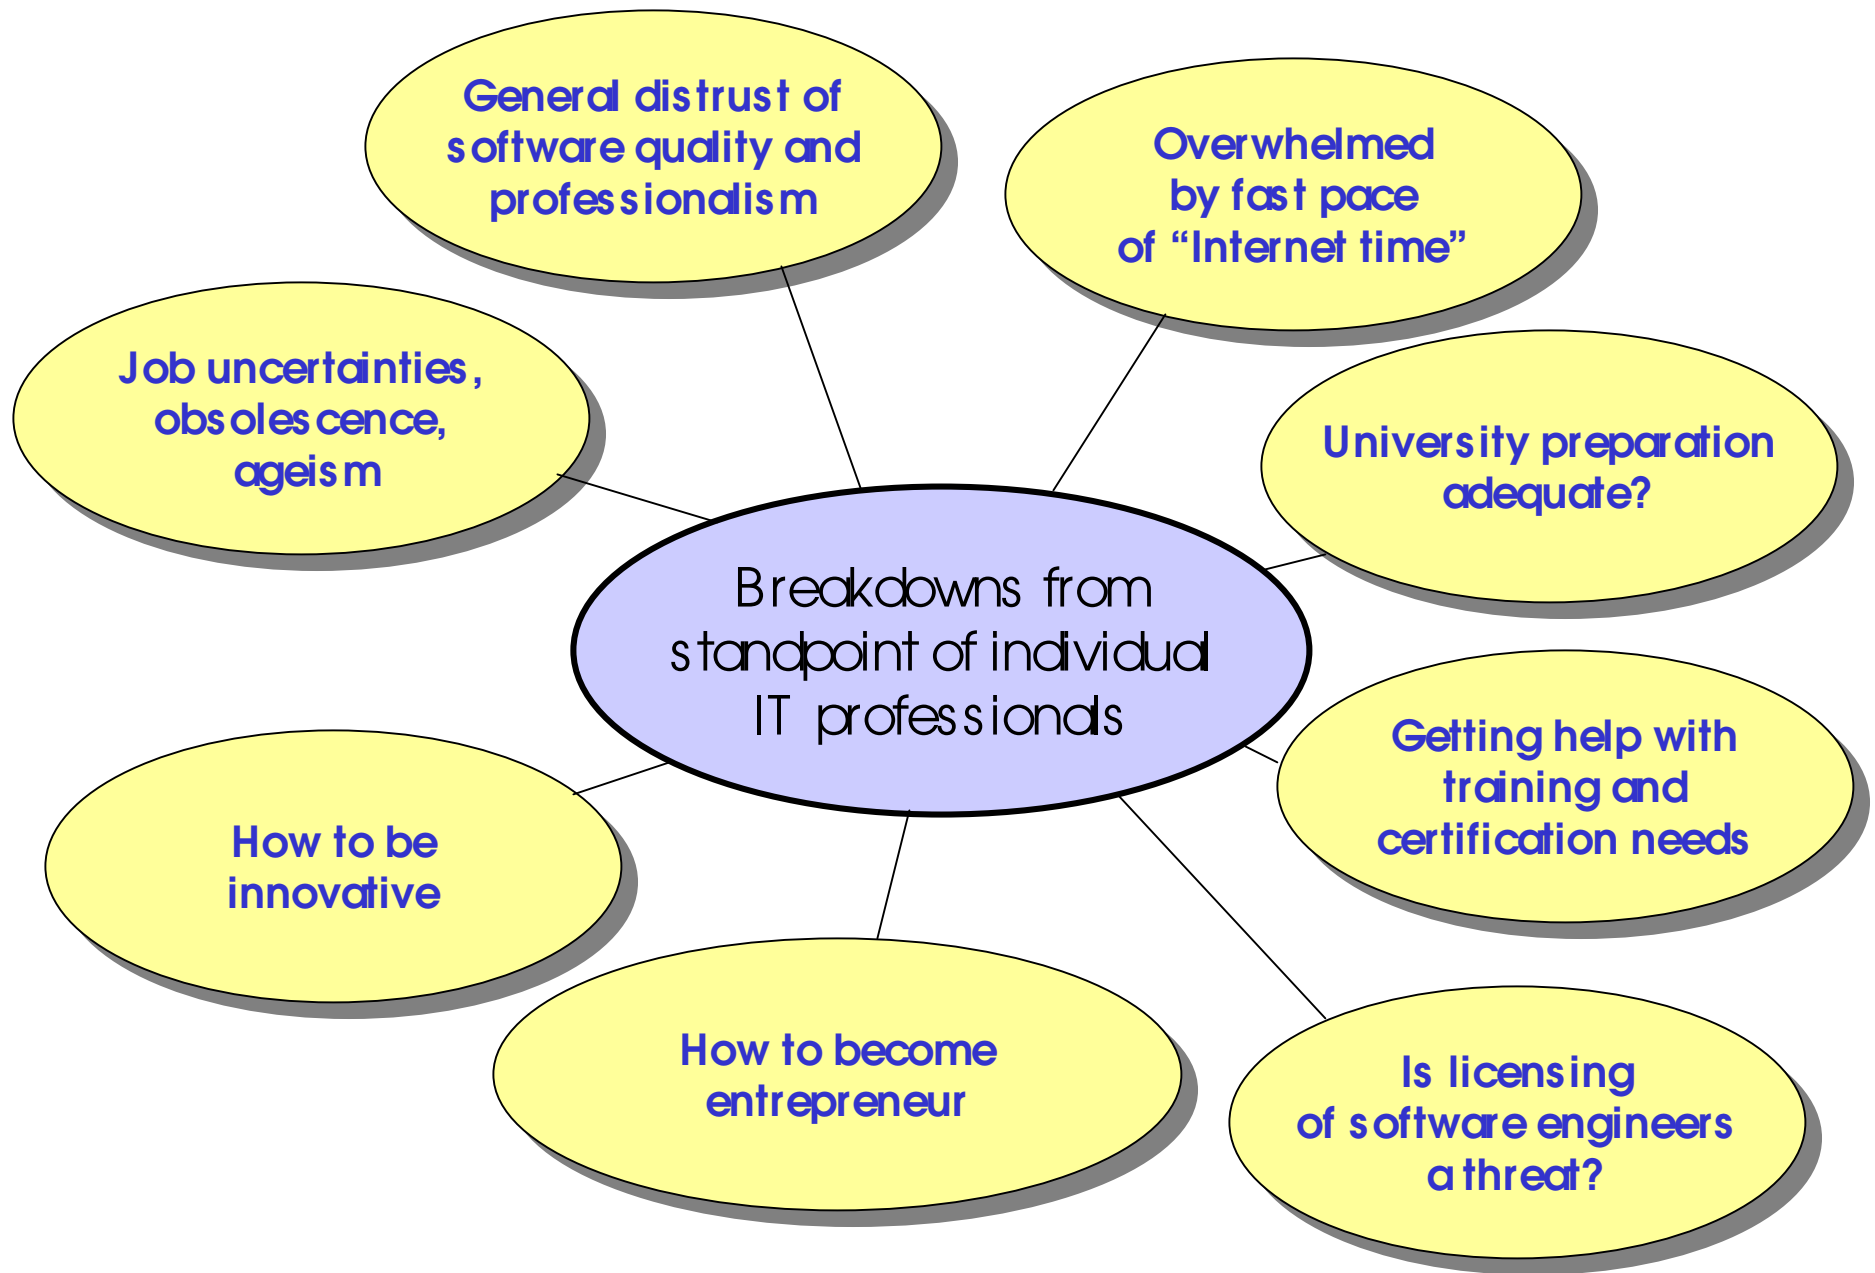 General distrust of
software quality and
professionalism
Overwhelmed
by fast pace
of “Internet time”
Job uncertainties,
obsolescence,
ageism
University preparation
adequate?
Breakdowns from
standpoint of individual
IT professionals
Getting help with
training and
certification needs
How to be
innovative
How to become
entrepreneur
Is licensing
of software engineers
a threat?